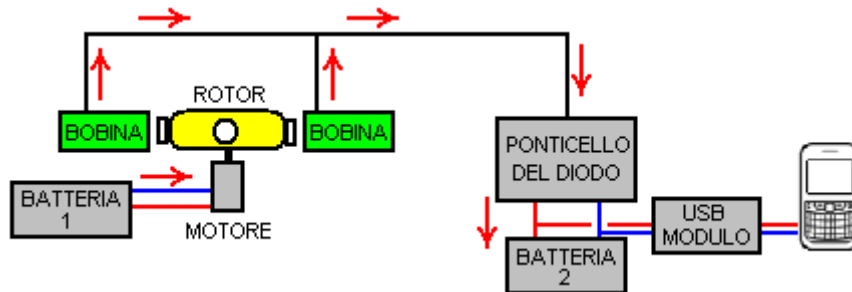 ROTOR
BOBINA
BOBINA
BATTERIA
1
MOTORE
PONTICELLO
DEL DIODO
BATTERIA
2
USB
MODULO